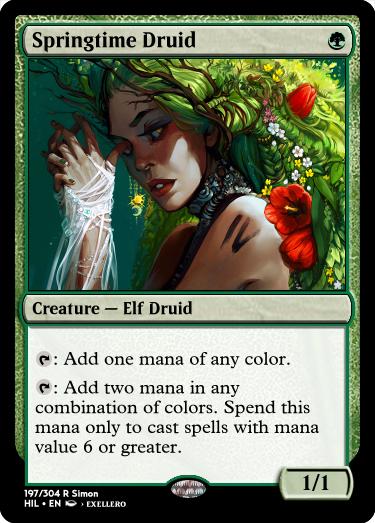 Springtime Druid
Creature — Elf Druid
: Add one mana of any color.
: Add two mana in any
combination of colors. Spend this
mana only to cast spells with mana
value 6 or greater.
1/1
197/304 R Simon
HIL • EN EXELLERO